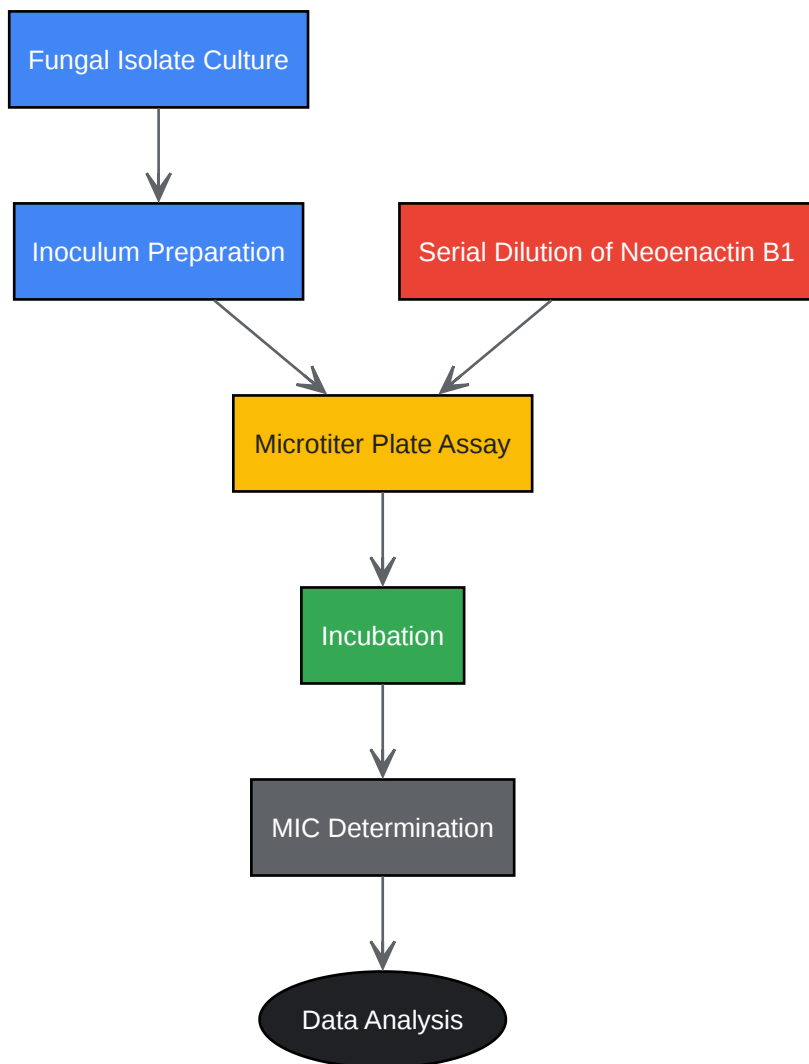 Fungal Isolate Culture
Inoculum Preparation
Serial Dilution of Neoenactin B1
Microtiter Plate Assay
Incubation
MIC Determination
Data Analysis